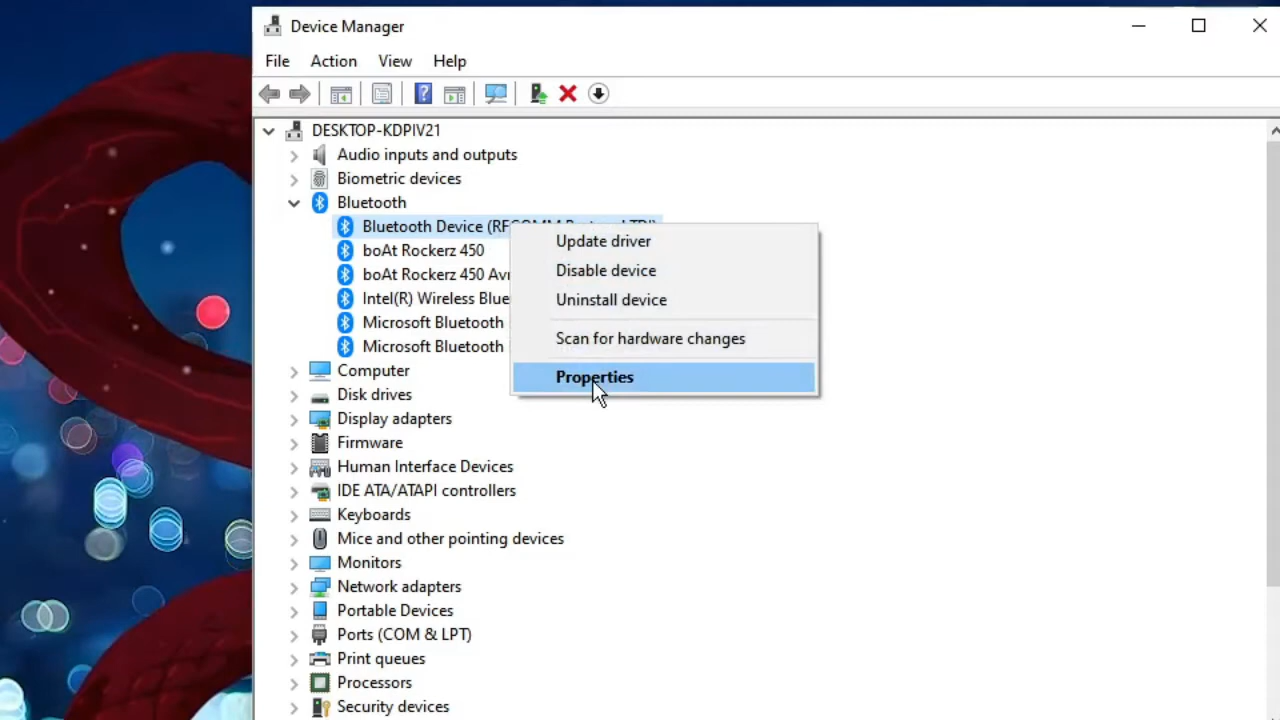 Device Manager
File Action View Help
DESKTOP-KDPIV21
Audio inputs and outputs
Biometric devices
Bluetooth
Bluetooth Device
boAt Rockerz 450
boAt Rockerz 450
Intel(R) Wireless
Microsoft Bluetooth
Microsoft Bluetooth
Update driver
Disable device
Uninstall device
Scan for hardware changes
Properties
Computer
Disk drives
Display adapters
Firmware
Human Interface Devices
IDE ATA/ATAPI controllers
Keyboards
Mice and other pointing devices
Monitors
Network adapters
Portable Devices
Ports (COM & LPT)
Print queues
Processors
Security devices